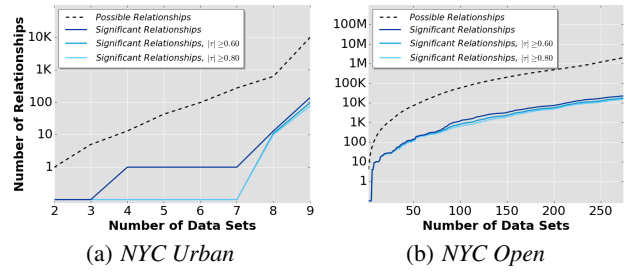 Possible Relationships
Significant Relationships
Significant Relationships, |τ| ≥0.60
Significant Relationships, |τ| ≥0.80
10K
1K
100
10
1
Number of Relationships
2 3 4 5 6 7 8 9
Number of Data Sets
(a) NYC Urban
Possible Relationships
Significant Relationships
Significant Relationships, |τ| ≥0.60
Significant Relationships, |τ| ≥0.80
100M
10M
1M
100K
10K
1K
100
10
1
50 100 150 200 250
Number of Data Sets
(b) NYC Open